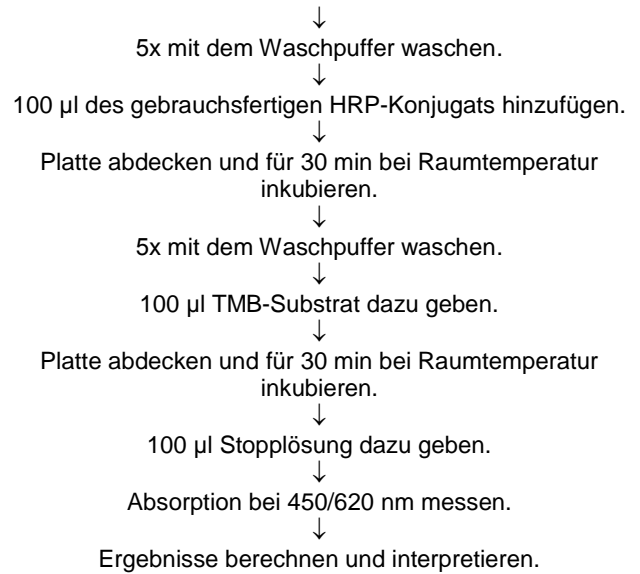 ↓
5x mit dem Waschpuffer waschen.
↓
100 µl des gebrauchsfertigen HRP-Konjugats hinzufügen.
↓
Platte abdecken und für 30 min bei Raumtemperatur
inkubieren.
↓
5x mit dem Waschpuffer waschen.
↓
100 µl TMB-Substrat dazu geben.
↓
Platte abdecken und für 30 min bei Raumtemperatur
inkubieren.
↓
100 µl Stopplösung dazu geben.
↓
Absorption bei 450/620 nm messen.
↓
Ergebnisse berechnen und interpretieren.